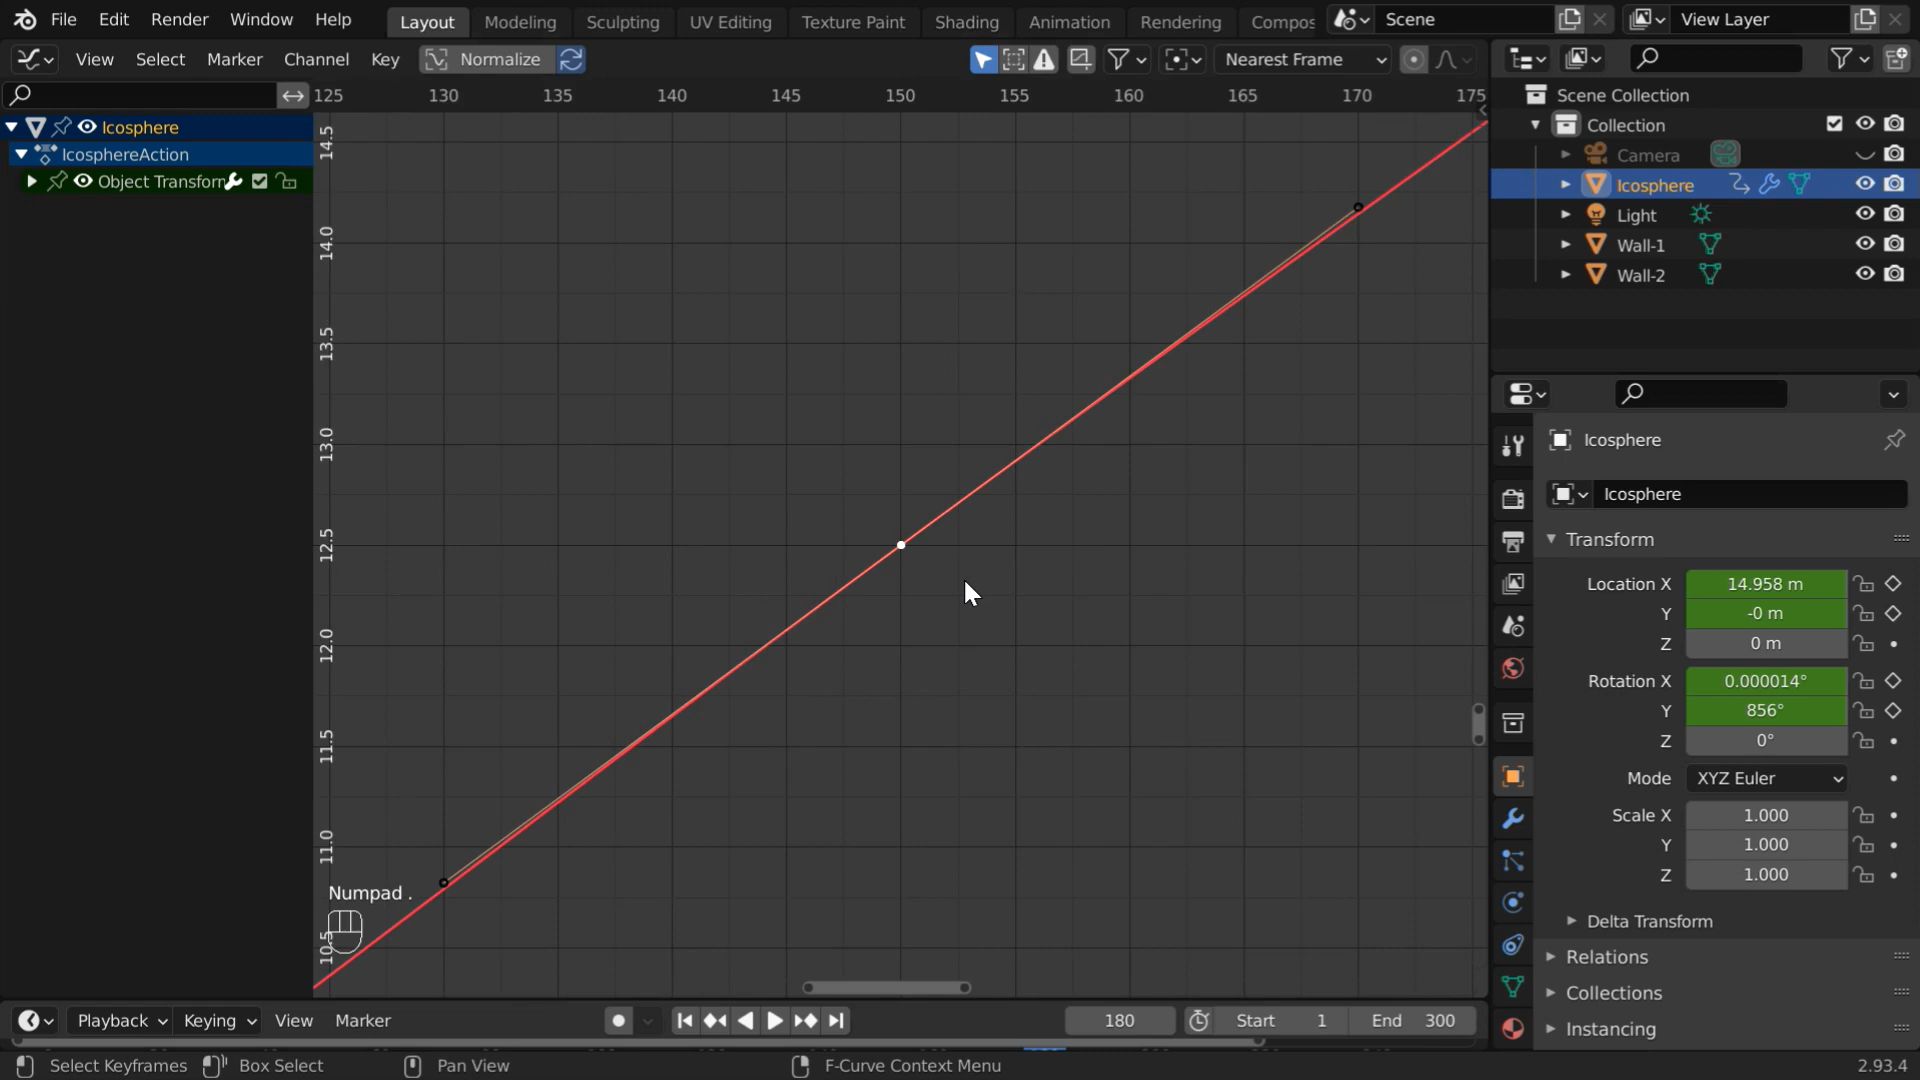 File Edit Render Window Help Layout Modeling Sculpting UV Editing Texture Paint Shading Animation Rendering Compos Scene View Layer
View Select Marker Channel Key Normalize Nearest Frame
125 130 135 140 145 150 155 160 165 170 175
Icosphere
IcosphereAction
Object Transforn
14.5
14.0
13.5
13.0
12.5
12.0
11.5
11.0
10.5
Numpad .
Scene Collection
Collection
Camera
Icosphere
Light
Wall-1
Wall-2
Icosphere
Icosphere
Transform
Location X 14.958 m
Y -0 m
Z 0 m
Rotation X 0.000014°
Y 856°
Z 0°
Mode XYZ Euler
Scale X 1.000
Y 1.000
Z 1.000
Delta Transform
Relations
Collections
Instancing
Playback Keying View Marker 180 Start 1 End 300
Select Keyframes Box Select Pan View F-Curve Context Menu 2.93.4